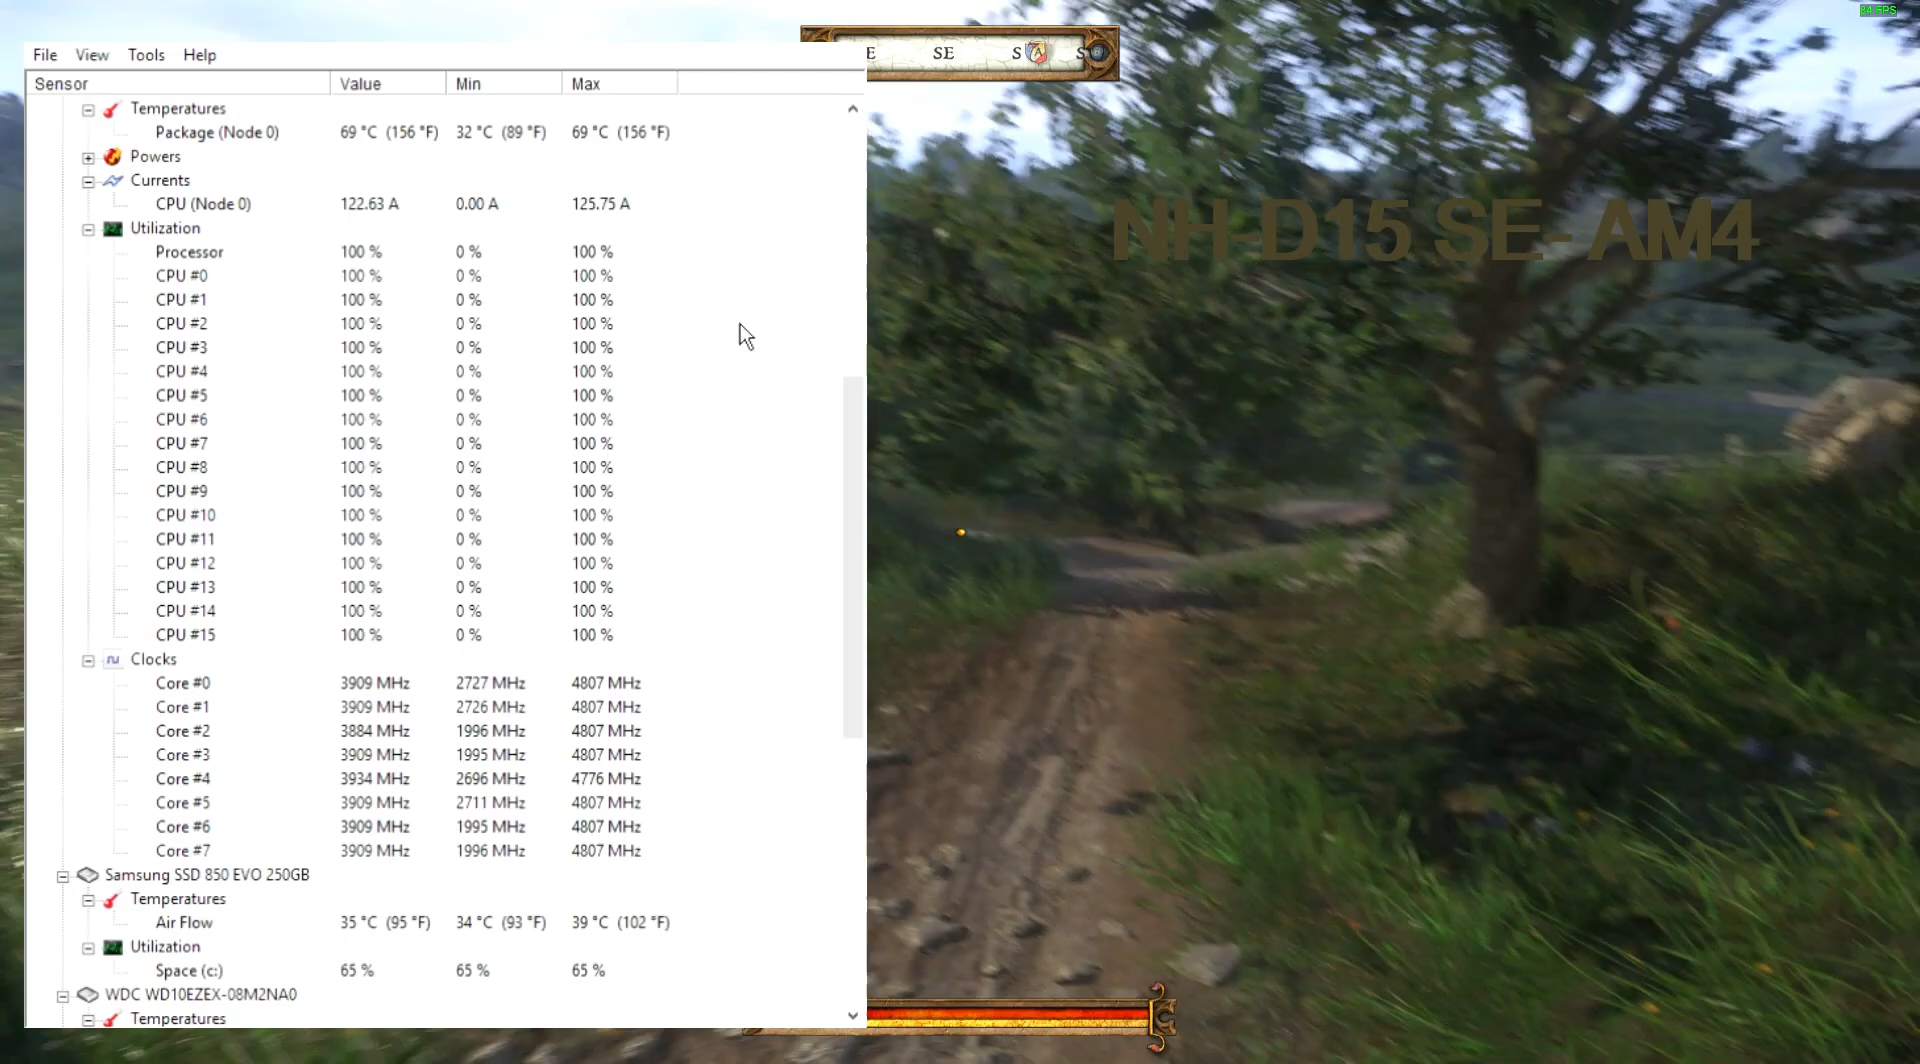 84 FPS
E SE S A S B
File View Tools Help
Sensor Value Min Max
Temperatures
Package (Node 0) 69 °C (156 °F) 32 °C (89 °F) 69 °C (156 °F)
Powers
Currents
CPU (Node 0) 122.63 A 0.00 A 125.75 A
NH-D15 SE- AM4
Utilization
Processor 100 % 0 % 100 %
CPU #0 100 % 0 % 100 %
CPU #1 100 % 0 % 100 %
CPU #2 100 % 0 % 100 %
CPU #3 100 % 0 % 100 %
CPU #4 100 % 0 % 100 %
CPU #5 100 % 0 % 100 %
CPU #6 100 % 0 % 100 %
CPU #7 100 % 0 % 100 %
CPU #8 100 % 0 % 100 %
CPU #9 100 % 0 % 100 %
CPU #10 100 % 0 % 100 %
CPU #11 100 % 0 % 100 %
CPU #12 100 % 0 % 100 %
CPU #13 100 % 0 % 100 %
CPU #14 100 % 0 % 100 %
CPU #15 100 % 0 % 100 %
Clocks
Core #0 3909 MHz 2727 MHz 4807 MHz
Core #1 3909 MHz 2726 MHz 4807 MHz
Core #2 3884 MHz 1996 MHz 4807 MHz
Core #3 3909 MHz 1995 MHz 4807 MHz
Core #4 3934 MHz 2696 MHz 4776 MHz
Core #5 3909 MHz 2711 MHz 4807 MHz
Core #6 3909 MHz 1995 MHz 4807 MHz
Core #7 3909 MHz 1996 MHz 4807 MHz
Samsung SSD 850 EVO 250GB
Temperatures
Air Flow 35 °C (95 °F) 34 °C (93 °F) 39 °C (102 °F)
Utilization
Space (c:) 65 % 65 % 65 %
WDC WD10EZEX-08M2NA0
Temperatures